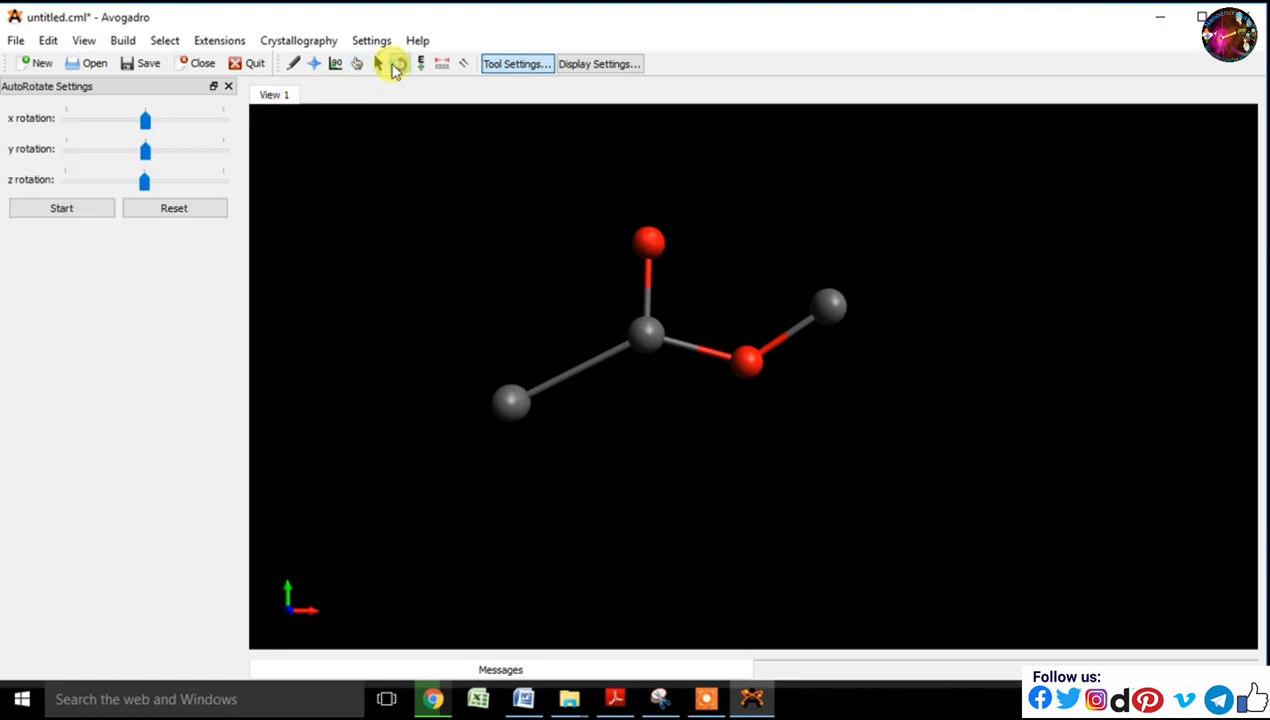 untitled.cml* - Avogadro
File Edit View Build Select Extensions Crystallography Settings Help
New Open Save Close Quit Tool Settings... Display Settings...
AutoRotate Settings
View 1
x rotation:
y rotation:
z rotation:
Start Reset
Messages
Follow us:
Search the web and Windows